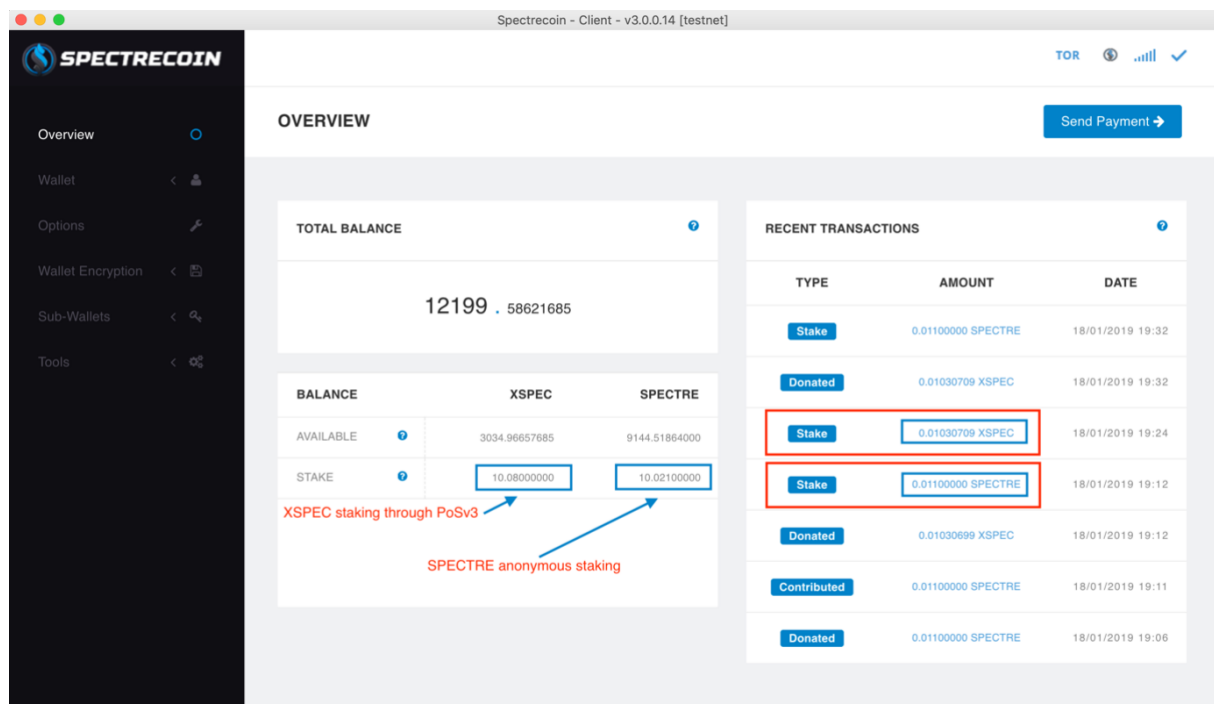 Spectrecoin - Client - v3.0.0.14 [testnet]
SPECTRECOIN
TOR
Overview
Wallet
Options
Wallet Encryption
Sub-Wallets
Tools
OVERVIEW
Send Payment
TOTAL BALANCE
12199 . 58621685
BALANCE XSPEC SPECTRE
AVAILABLE 3034.96657685 9144.51864000
STAKE 10.08000000 10.02100000
XSPEC staking through PoSv3
SPECTRE anonymous staking
RECENT TRANSACTIONS
TYPE AMOUNT DATE
Stake 0.01100000 SPECTRE 18/01/2019 19:32
Donated 0.01030709 XSPEC 18/01/2019 19:32
Stake 0.01030709 XSPEC 18/01/2019 19:24
Stake 0.01100000 SPECTRE 18/01/2019 19:12
Donated 0.01030699 XSPEC 18/01/2019 19:12
Contributed 0.01100000 SPECTRE 18/01/2019 19:11
Donated 0.01100000 SPECTRE 18/01/2019 19:06